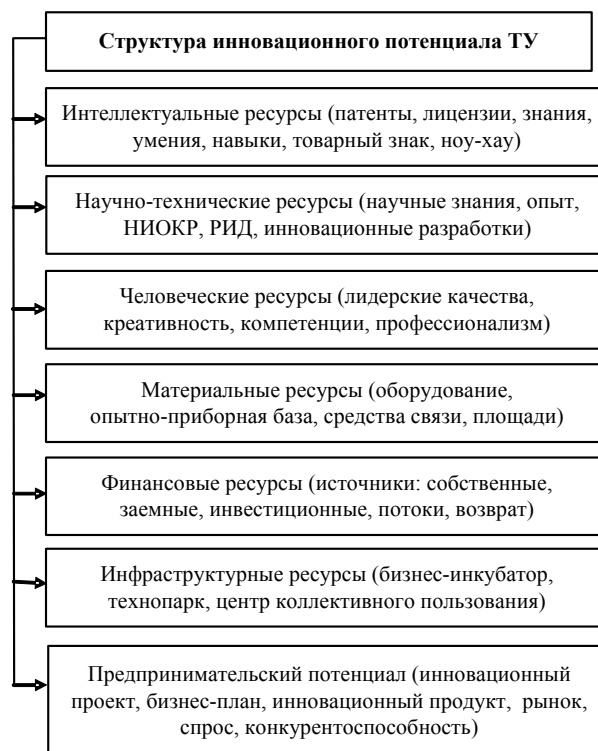 Структура инновационного потенциала ТУ
Интеллектуальные ресурсы (патенты, лицензии, знания,
умения, навыки, товарный знак, ноу-хау)
Научно-технические ресурсы (научные знания, опыт,
НИОКР, РИД, инновационные разработки)
Человеческие ресурсы (лидерские качества,
креативность, компетенции, профессионализм)
Материальные ресурсы (оборудование,
опытно-приборная база, средства связи, площади)
Финансовые ресурсы (источники: собственные,
заемные, инвестиционные, потоки, возврат)
Инфраструктурные ресурсы (бизнес-инкубатор,
технопарк, центр коллективного пользования)
Предпринимательский потенциал (инновационный
проект, бизнес-план, инновационный продукт, рынок,
спрос, конкурентоспособность)